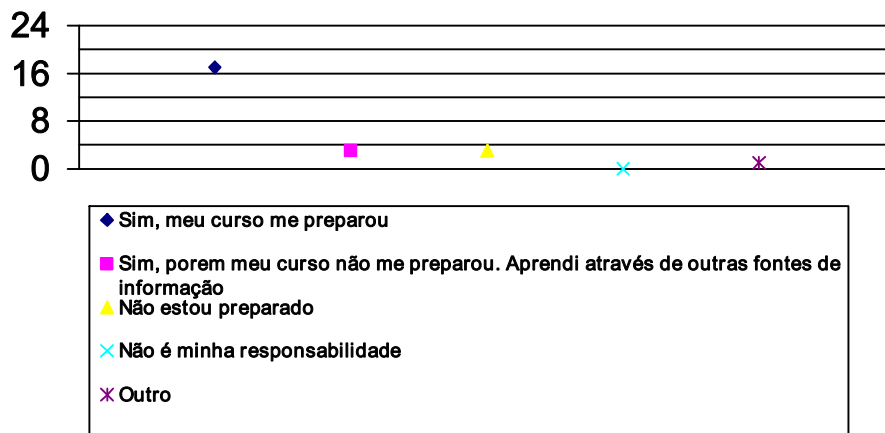 24
16
8
0
Sim, meu curso me preparou
Sim, porem meu curso não me preparou. Aprendi através de outras fontes de
informação
Não estou preparado
Não é minha responsabilidade
Outro